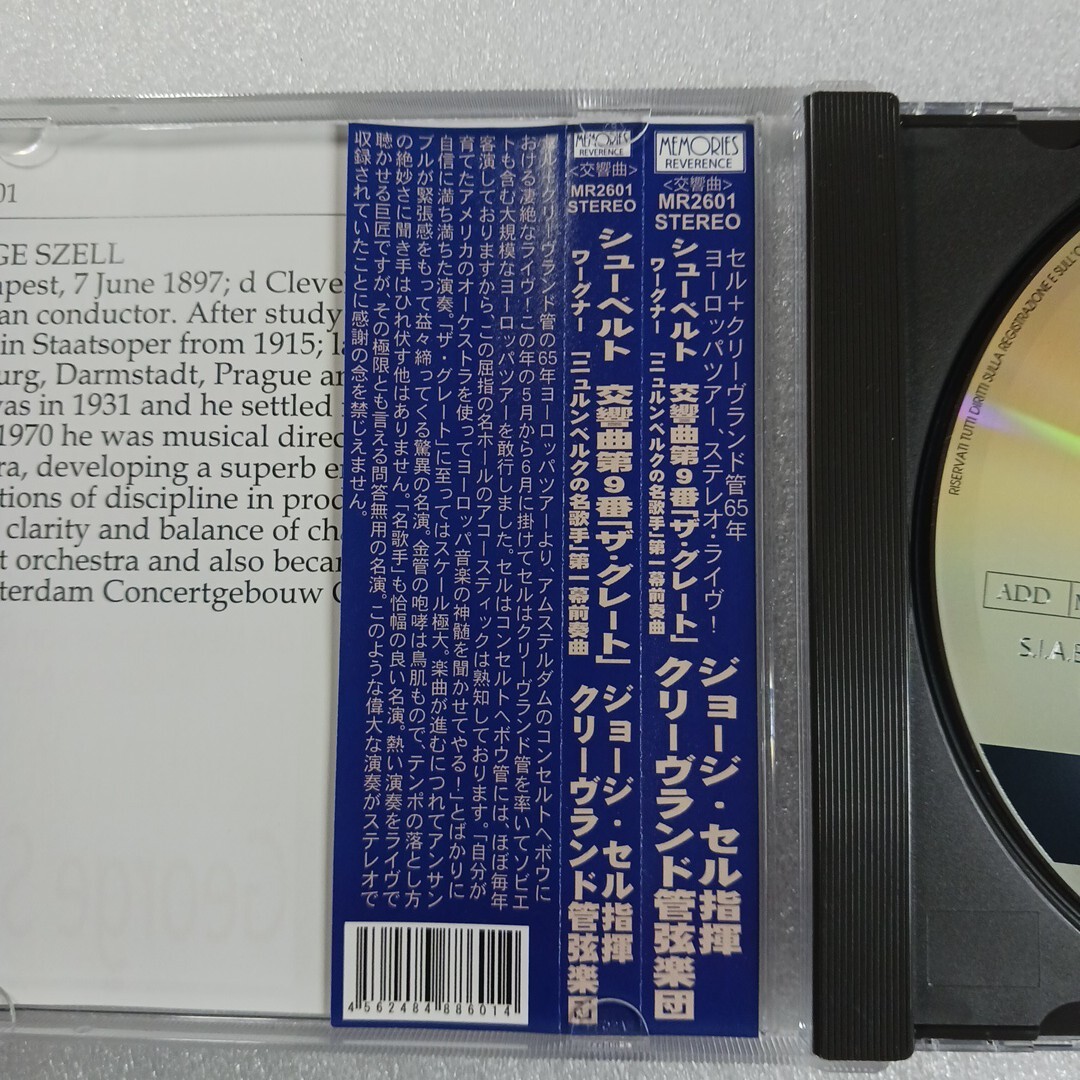 01
GE SZELL
apest, 7 June 1897; d Cleve
an conductor. After study
in Staatsoper from 1915;
urg, Darmstadt, Prague
was in 1931 and he settled
1970 he was musical direc
ra, developing a superb
tions of discipline in proc
clarity and balance of cha
t orchestra and also becar
sterdam Concertgebouw
MEMORIES
REVERENCE
<交響曲>
MR2601
STEREO
セル+クリーヴランド管65年
ヨーロッパツアー、ステレオ・ライヴ!
シューベルト 交響曲第9番「ザ・グレート」
ワーグナー 「ニュルンベルクの名歌手」第一幕前奏曲
ジョージ・セル指揮
クリーヴランド管弦楽団
MEMORIES
REVERENCE
<交響曲>
MR2601
STEREO
シューベルト 交響曲第9番「ザ・グレート」
ワーグナー 「ニュルンベルクの名歌手」第一幕前奏曲
ジョージ・セル指揮
クリーヴランド管弦楽団
セル+クリーヴランド管の65年ヨーロッパツアーより、アムステルダムのコンセルトヘボウに
おける凄絶なライヴ!この年の5月から6月に掛けてセルはクリーヴランド管を率いてソビエ
トも含む大規模なヨーロッパツアーを敢行しました。セルはコンセルトヘボウ管には、ほぼ毎年
客演しておりますから、この屈指の名ホールのアコースティックは熟知しております。「自分が
育てたアメリカのオーケストラを使ってヨーロッパ音楽の神髄を聞かせてやる!」とばかりに
自信に満ち満ちた演奏。「ザ・グレート」に至ってはスケール極大。楽曲が進むにつれてアンサン
ブルが緊張感をもって益々締ってくる驚異の名演。金管の咆哮は鳥肌もので、テンポの落とし方
の絶妙さに聞き手はひれ伏す他はありません。「名歌手」も恰幅の良い名演。熱い演奏をライヴで
聴かせる巨匠ですが、その極限とも言える問答無用の名演。このような偉大な演奏がステレオで
収録されていたことに感謝の念を禁じえません。
4562484886014
RISERVATI TUTTI DIRITTI SULLA REGISTRAZIONE E SULL'O
ADD
S.I.A.E
George S